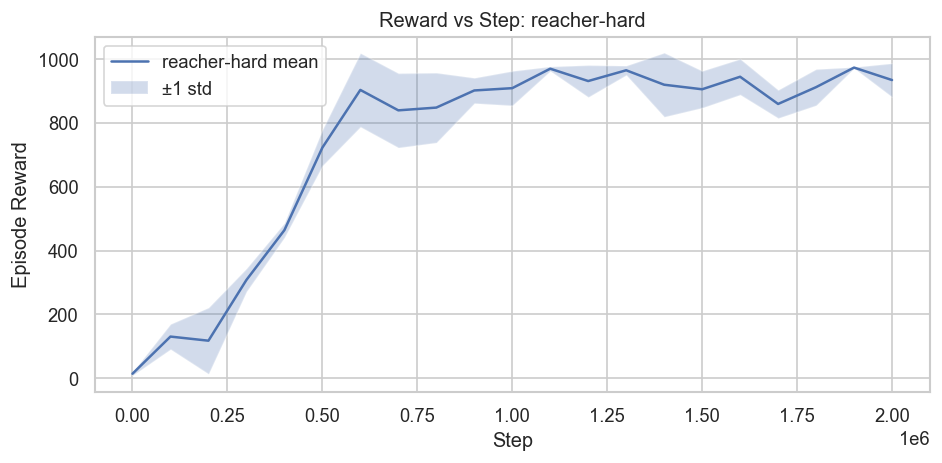 Reward vs Step: reacher-hard
reacher-hard mean
±1 std
Episode Reward
1000
800
600
400
200
0
0.00 0.25 0.50 0.75 1.00 1.25 1.50 1.75 2.00
1e6
Step